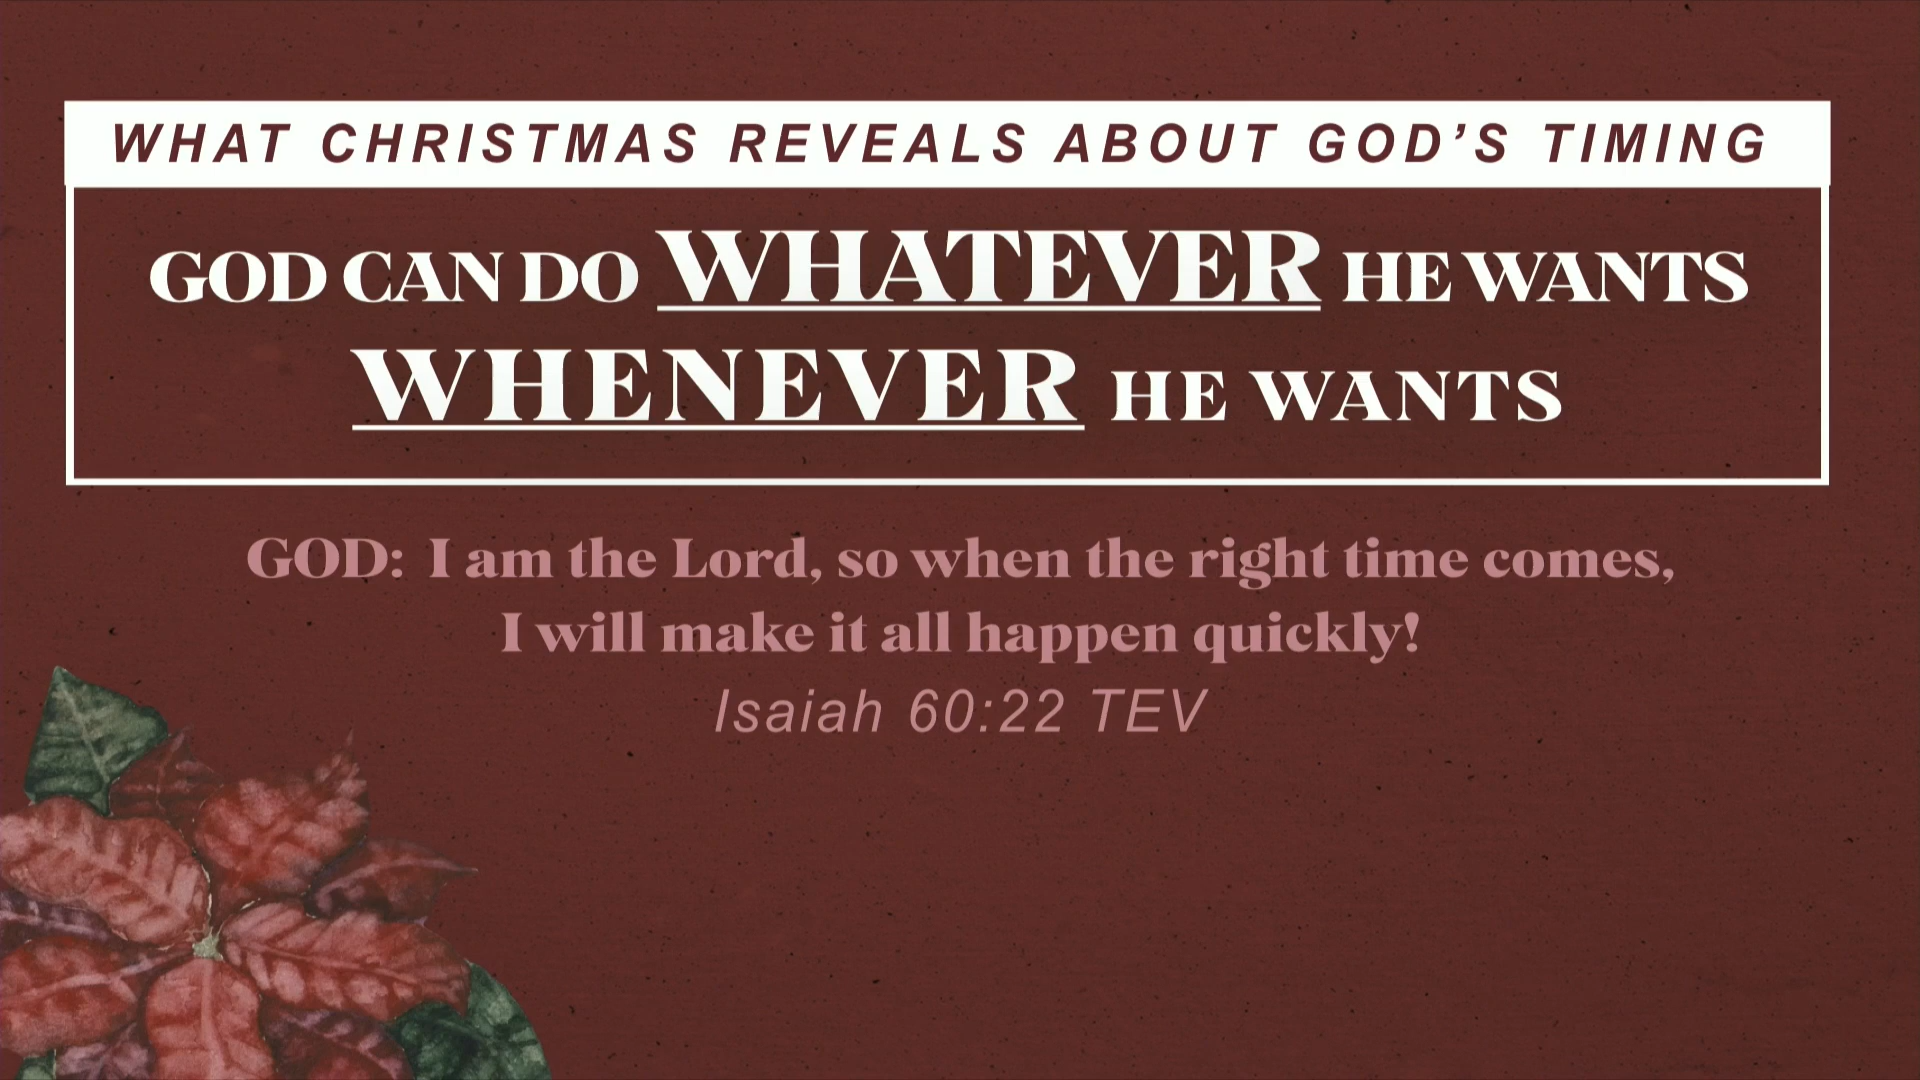 WHAT CHRISTMAS REVEALS ABOUT GOD’S TIMING
GOD CAN DO WHATEVER HE WANTS
WHENEVER HE WANTS
GOD: I am the Lord, so when the right time comes,
I will make it all happen quickly!
Isaiah 60:22 TEV